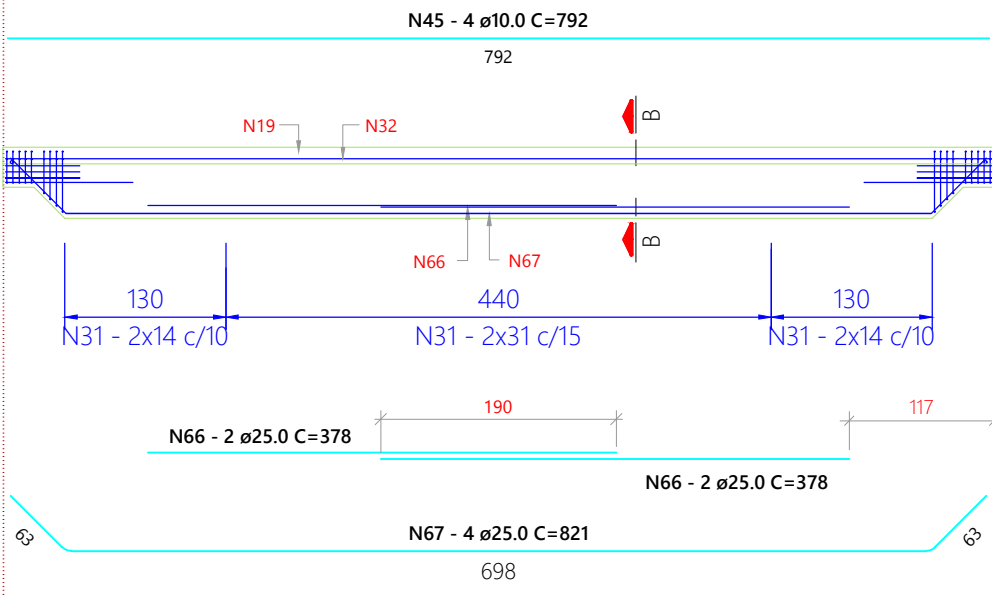 N45 - 4 ø10.0 C=792
792
N19
N32
B
B
N66
N67
130
440
130
N31 - 2x14 c/10
N31 - 2x31 c/15
N31 - 2x14 c/10
190
117
N66 - 2 ø25.0 C=378
N66 - 2 ø25.0 C=378
63
N67 - 4 ø25.0 C=821
63
698